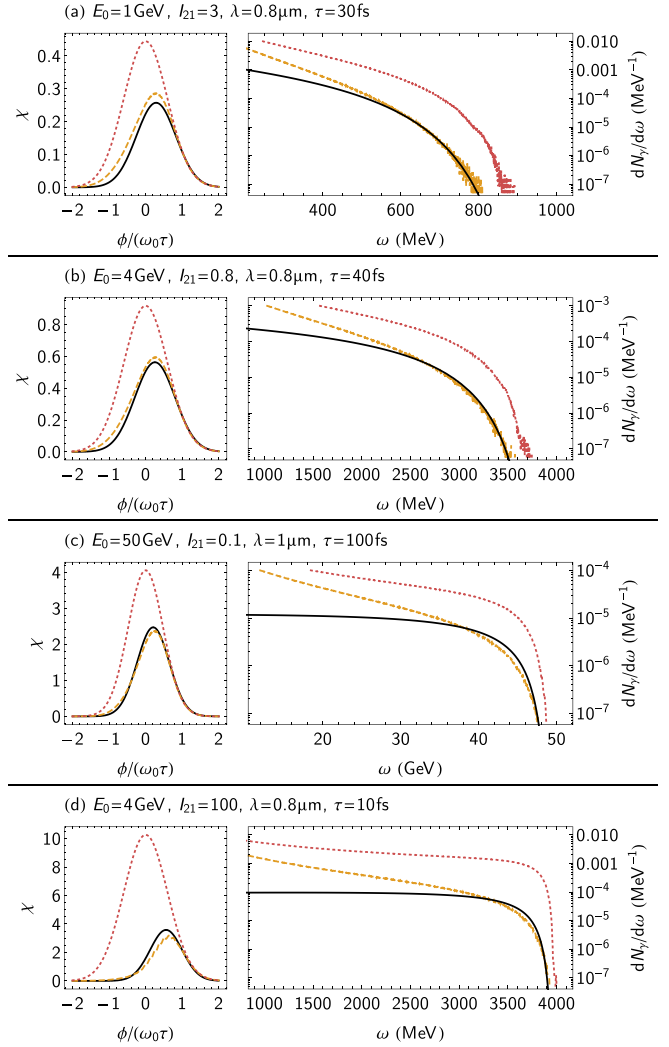 (a) E₀=1GeV, I₂₁=3, λ=0.8μm, τ=30fs
χ
0.4
0.3
0.2
0.1
0.0
−2 −1 0 1 2
ϕ/(ω₀τ)
400 600 800 1000
ω (MeV)
0.010
0.001
10⁻⁴
10⁻⁵
10⁻⁶
10⁻⁷
dNᵧ/dω (MeV⁻¹)
(b) E₀=4GeV, I₂₁=0.8, λ=0.8μm, τ=40fs
χ
0.8
0.6
0.4
0.2
0.0
−2 −1 0 1 2
ϕ/(ω₀τ)
1000 1500 2000 2500 3000 3500 4000
ω (MeV)
10⁻³
10⁻⁴
10⁻⁵
10⁻⁶
10⁻⁷
dNᵧ/dω (MeV⁻¹)
(c) E₀=50GeV, I₂₁=0.1, λ=1μm, τ=100fs
χ
4
3
2
1
0
−2 −1 0 1 2
ϕ/(ω₀τ)
20 30 40 50
ω (GeV)
10⁻⁴
10⁻⁵
10⁻⁶
10⁻⁷
dNᵧ/dω (MeV⁻¹)
(d) E₀=4GeV, I₂₁=100, λ=0.8μm, τ=10fs
χ
10
8
6
4
2
0
−2 −1 0 1 2
ϕ/(ω₀τ)
1000 1500 2000 2500 3000 3500 4000
ω (MeV)
0.010
0.001
10⁻⁴
10⁻⁵
10⁻⁶
10⁻⁷
dNᵧ/dω (MeV⁻¹)